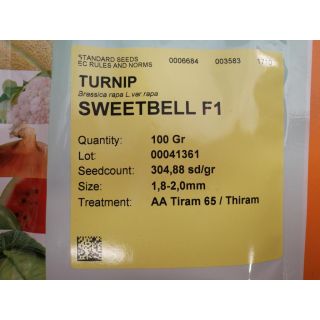 STANDARD SEEDS 0006684 003583 1710
EC RULES AND NORMS
TURNIP
Brassica rapa L var rapa
SWEETBELL F1
Quantity: 100 Gr
Lot: 00041361
Seedcount: 304,88 sd/gr
Size: 1,8-2,0mm
Treatment: AA Tiram 65 / Thiram